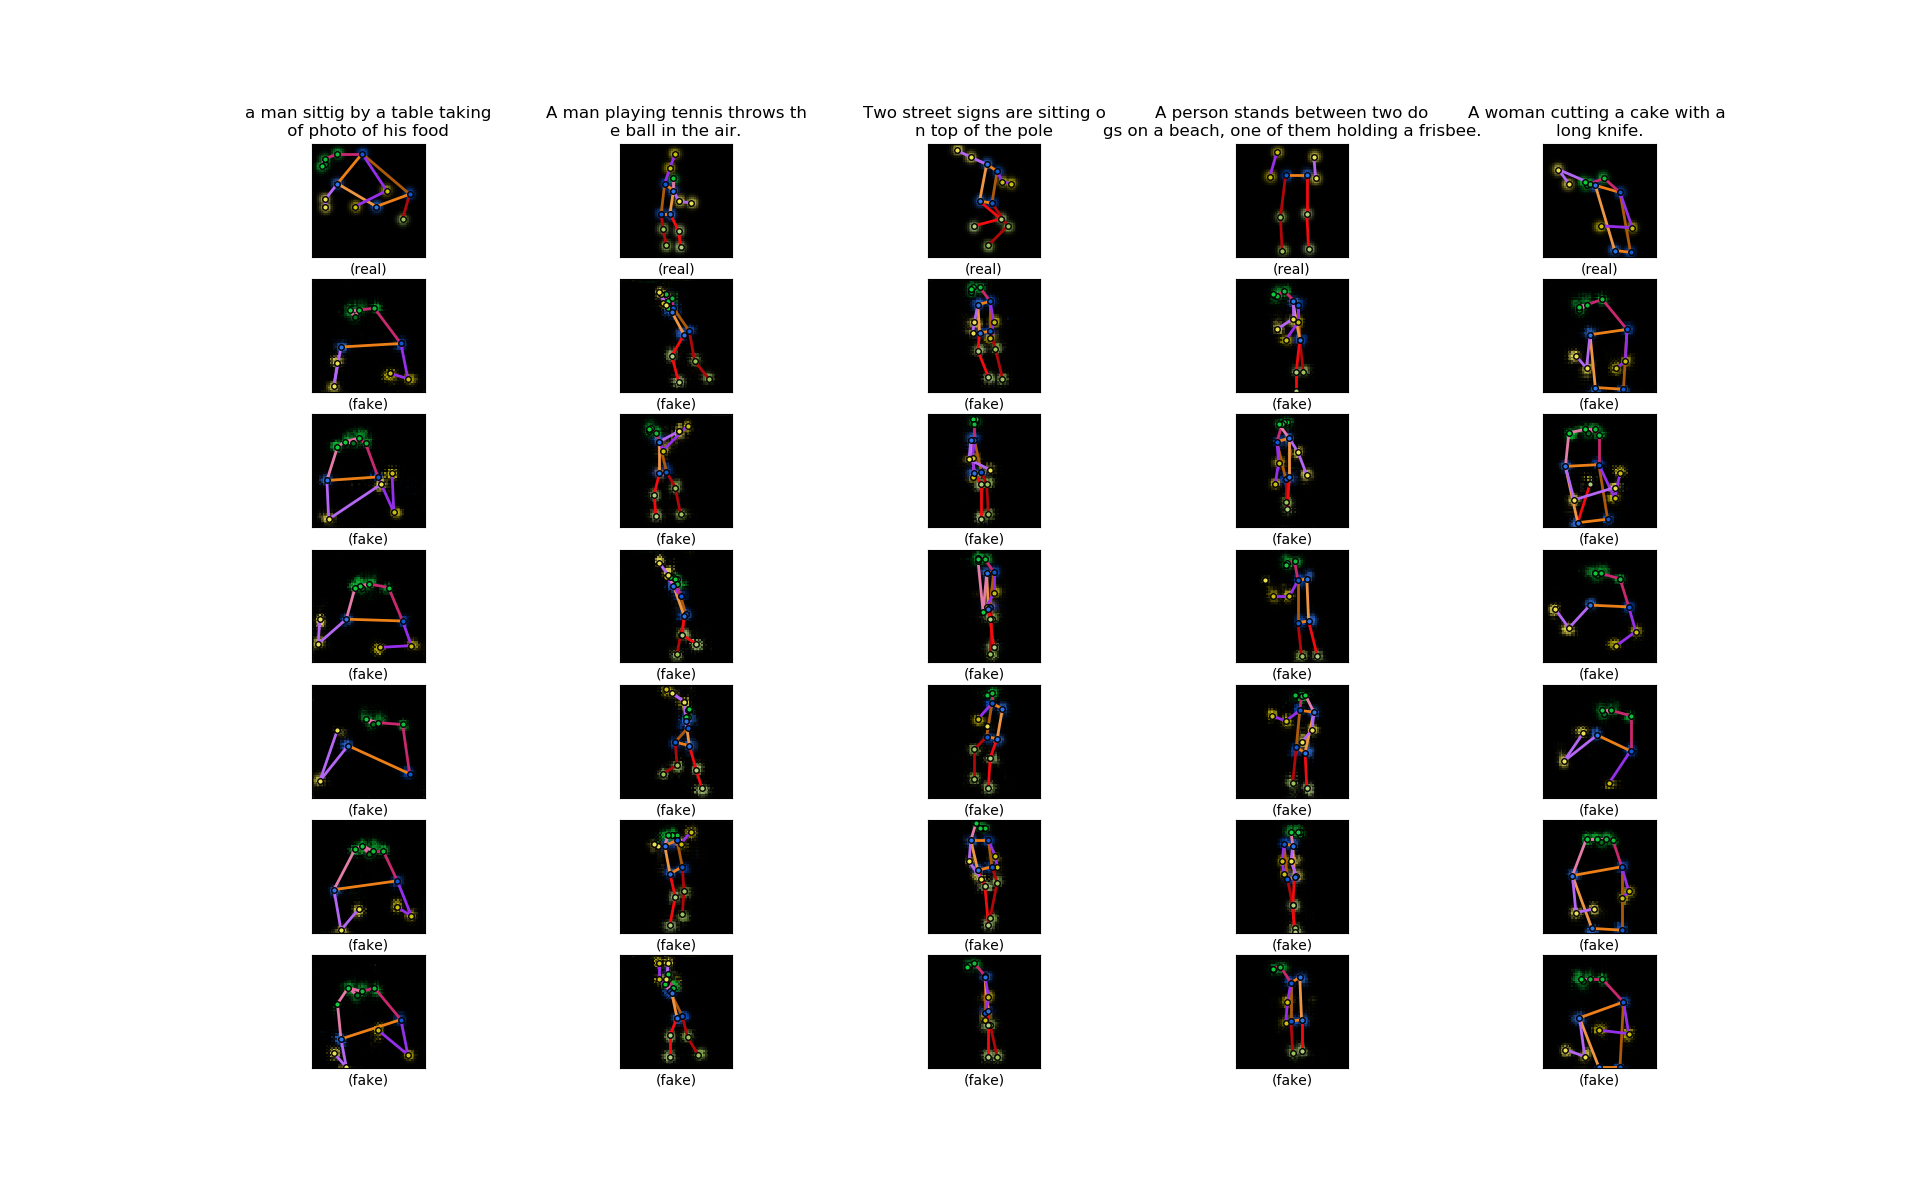 a man sittig by a table taking
of photo of his food
A man playing tennis throws th
e ball in the air.
Two street signs are sitting o
n top of the pole
A person stands between two do
gs on a beach, one of them holding a frisbee.
A woman cutting a cake with a
long knife.
(real) (real) (real) (real) (real)
(fake) (fake) (fake) (fake) (fake)
(fake) (fake) (fake) (fake) (fake)
(fake) (fake) (fake) (fake) (fake)
(fake) (fake) (fake) (fake) (fake)
(fake) (fake) (fake) (fake) (fake)
(fake) (fake) (fake) (fake) (fake)